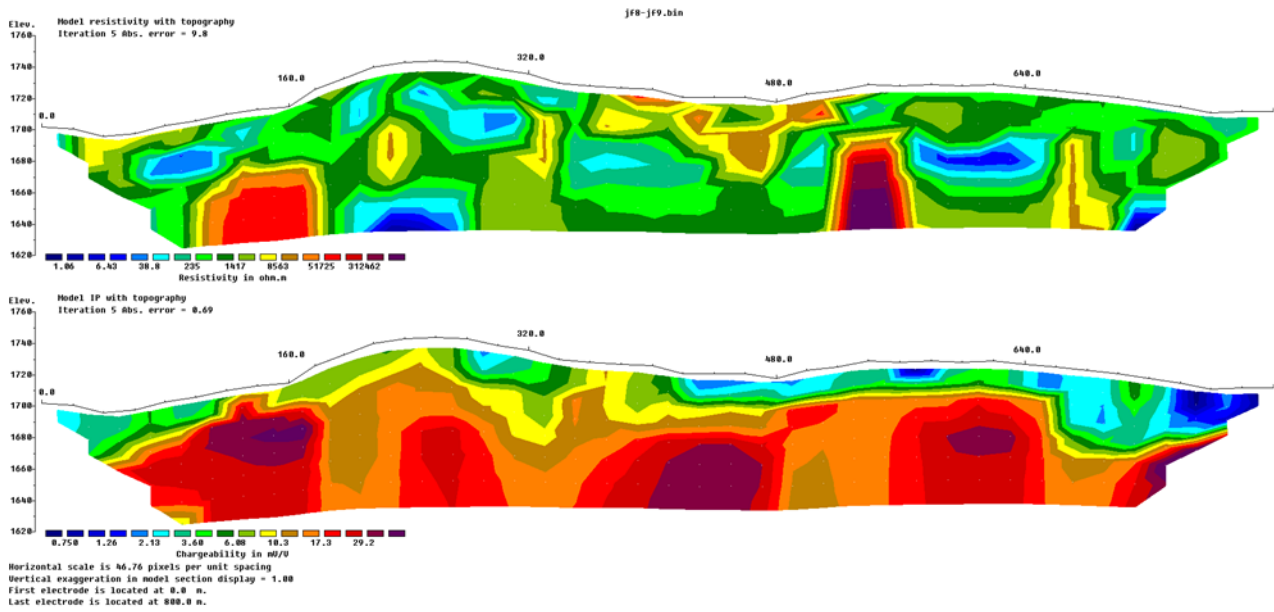 jf8-jf9.bin
Elev.
Model resistivity with topography
Iteration 5 Abs. error = 9.8
1760
1740
1720
1700
1680
1660
1640
1620
0.0
160.0
320.0
480.0
640.0
1.06 6.43 38.8 235 1417 8563 51725 312462
Resistivity in ohm.m
Elev.
Model IP with topography
Iteration 5 Abs. error = 0.69
1760
1740
1720
1700
1680
1660
1640
1620
0.0
160.0
320.0
480.0
640.0
0.750 1.26 2.13 3.60 6.08 10.3 17.3 29.2
Chargeability in mV/V
Horizontal scale is 46.76 pixels per unit spacing
Vertical exaggeration in model section display = 1.00
First electrode is located at 0.0 m.
Last electrode is located at 800.0 m.